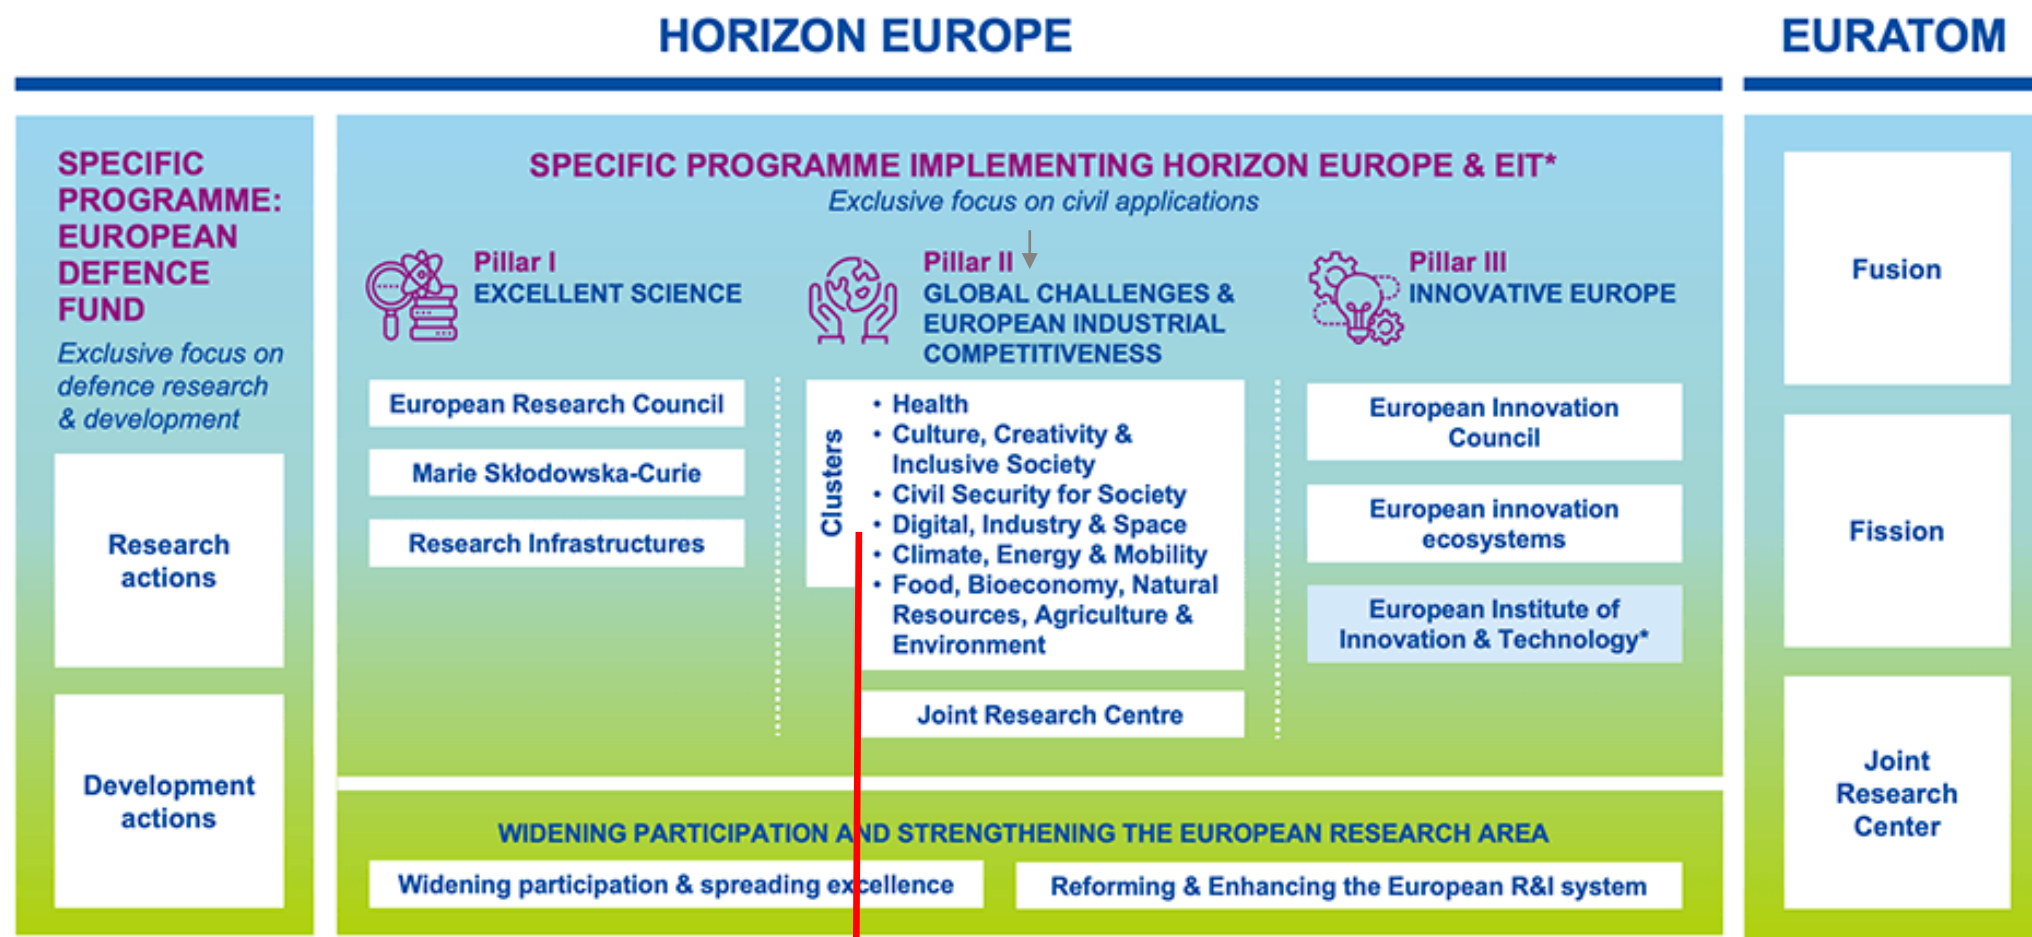 HORIZON EUROPE
EURATOM
SPECIFIC
PROGRAMME:
EUROPEAN
DEFENCE
FUND
Exclusive focus on
defence research
& development
Research
actions
Development
actions
SPECIFIC PROGRAMME IMPLEMENTING HORIZON EUROPE & EIT*
Exclusive focus on civil applications
Pillar I
EXCELLENT SCIENCE
European Research Council
Marie Skłodowska-Curie
Research Infrastructures
Pillar II
GLOBAL CHALLENGES &
EUROPEAN INDUSTRIAL
COMPETITIVENESS
Clusters
• Health
• Culture, Creativity &
Inclusive Society
• Civil Security for Society
• Digital, Industry & Space
• Climate, Energy & Mobility
• Food, Bioeconomy, Natural
Resources, Agriculture &
Environment
Joint Research Centre
Pillar III
INNOVATIVE EUROPE
European Innovation
Council
European innovation
ecosystems
European Institute of
Innovation & Technology*
WIDENING PARTICIPATION AND STRENGTHENING THE EUROPEAN RESEARCH AREA
Widening participation & spreading excellence
Reforming & Enhancing the European R&I system
Fusion
Fission
Joint
Research
Center